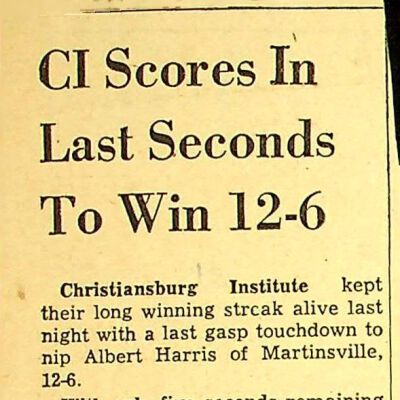 CI Scores In
Last Seconds
To Win 12-6
Christiansburg Institute kept
their long winning strcak alive last
night with a last gasp touchdown to
nip Albert Harris of Martinsville,
12-6.